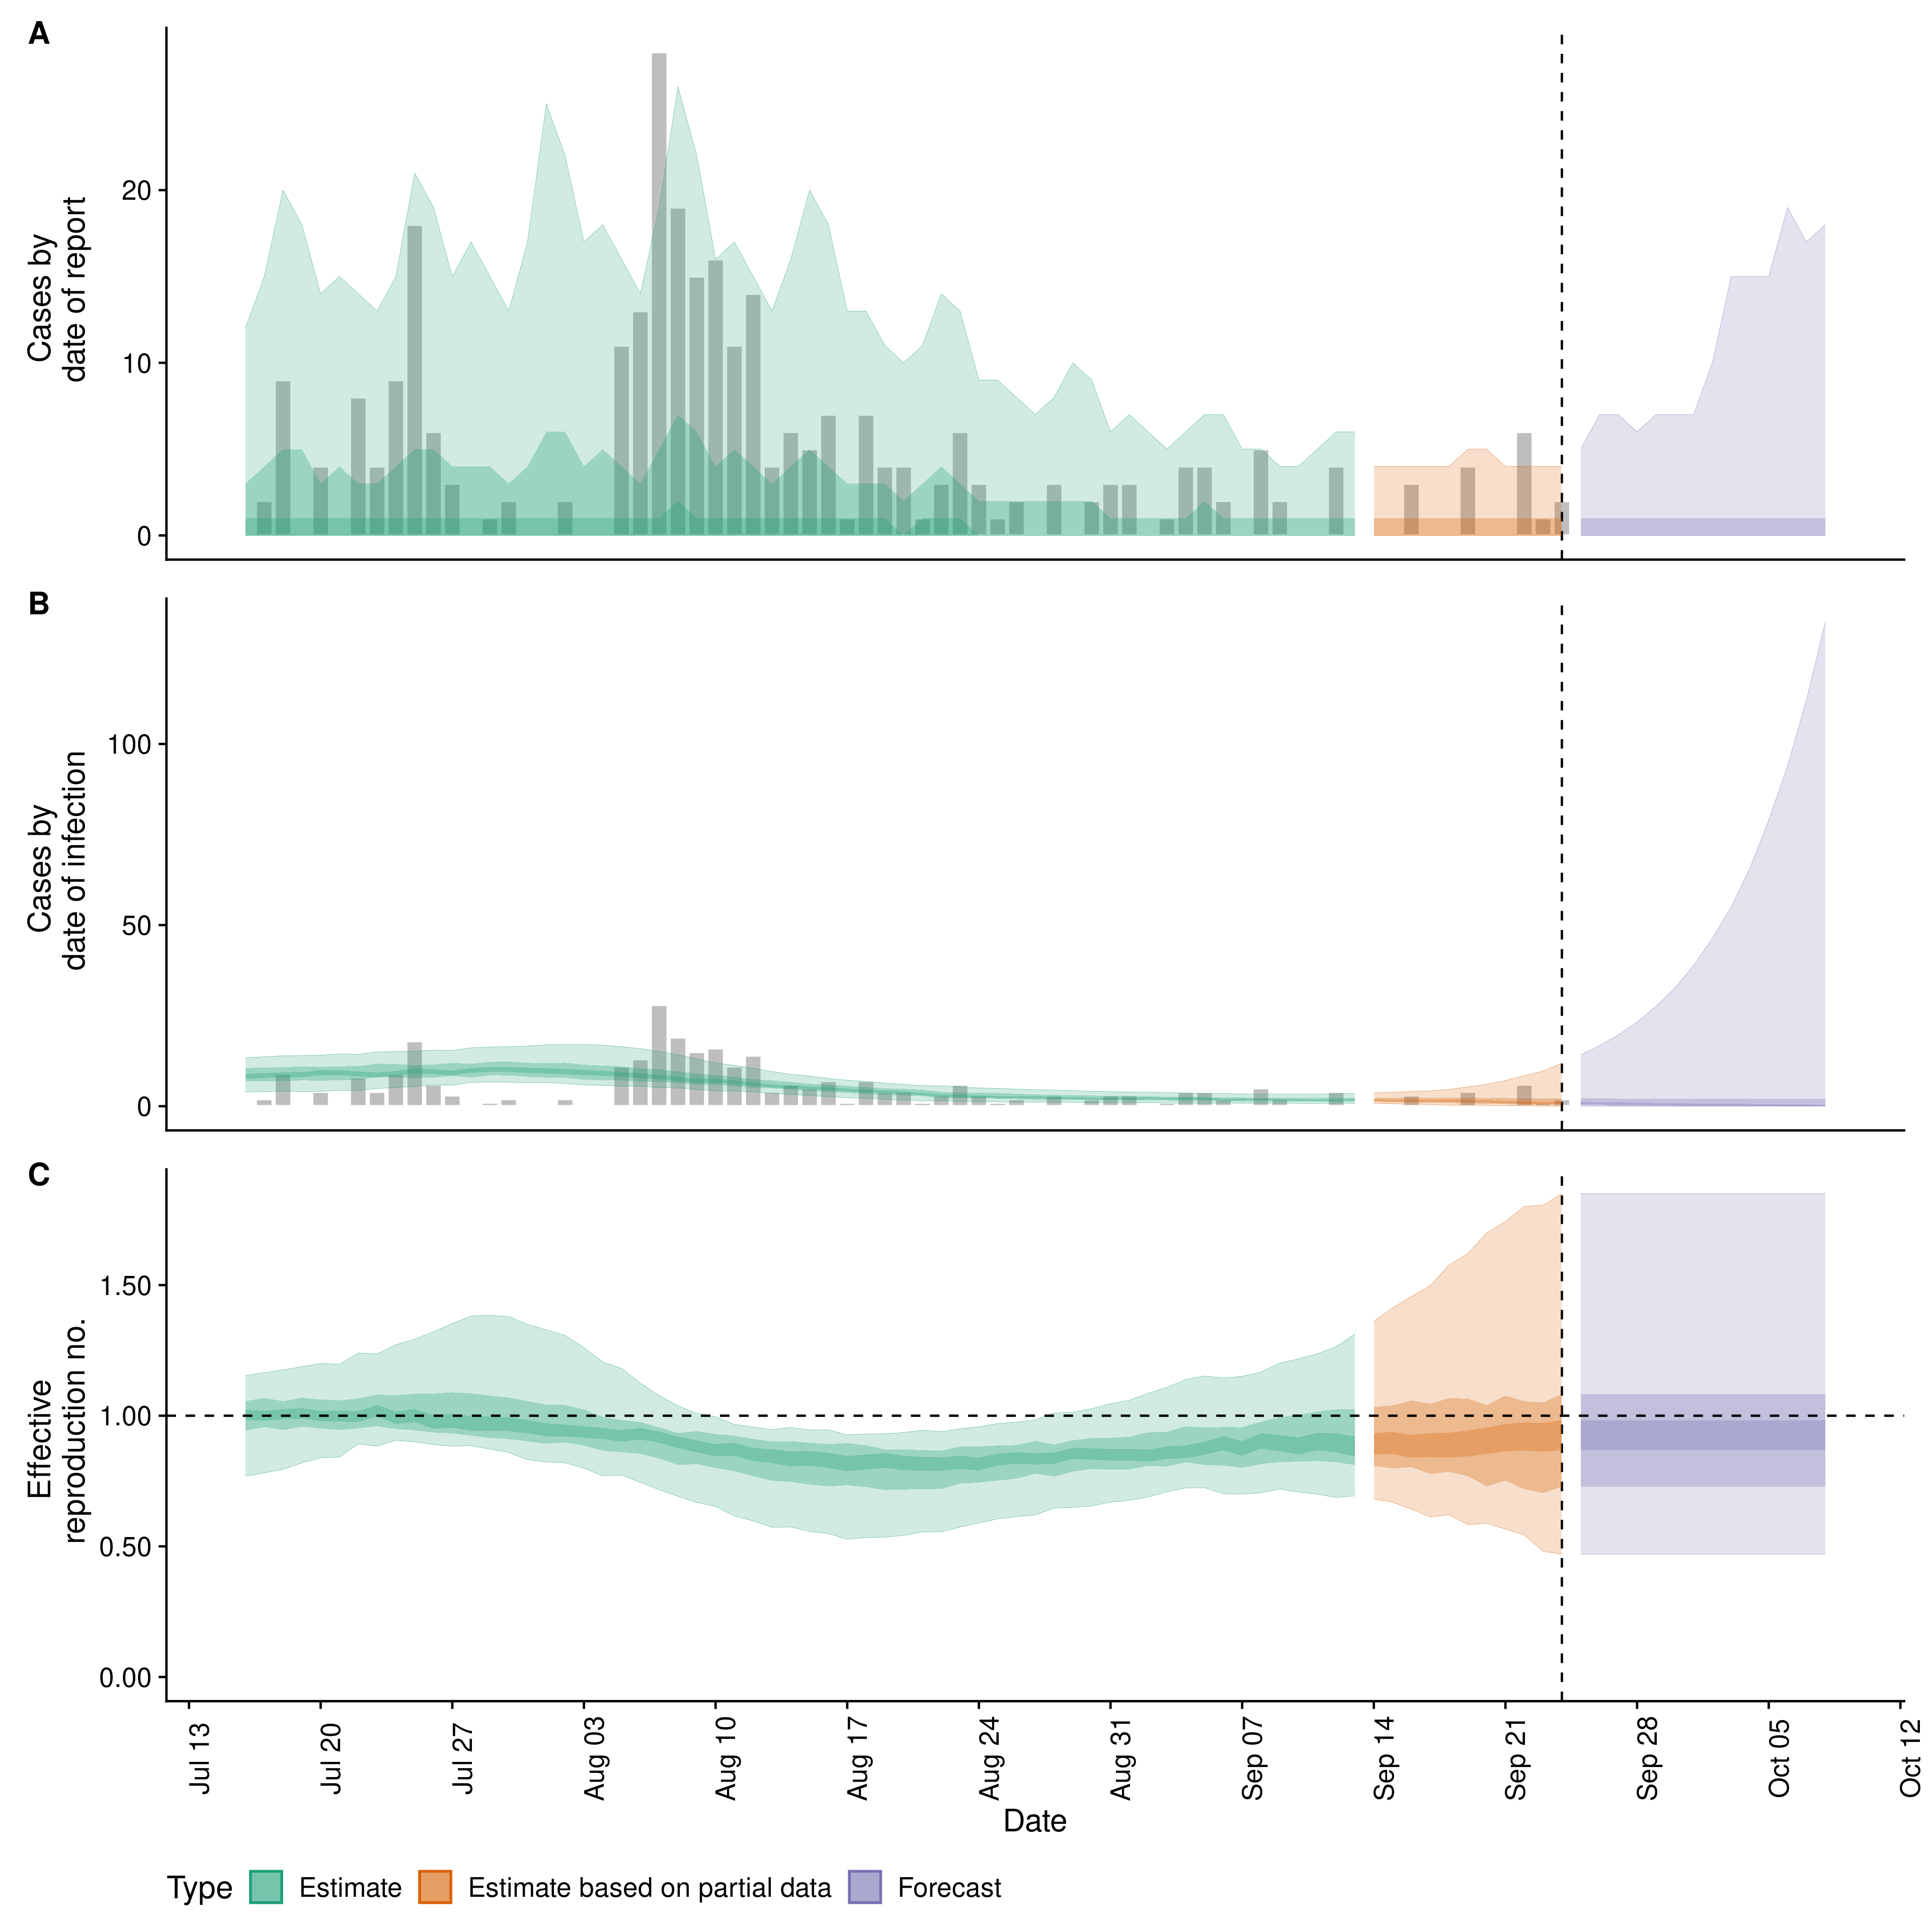 A
Cases by
date of report
20
10
0
B
Cases by
date of infection
100
50
0
C
Effective
reproduction no.
1.50
1.00
0.50
0.00
Jul 13
Jul 20
Jul 27
Aug 03
Aug 10
Aug 17
Aug 24
Aug 31
Sep 07
Sep 14
Sep 21
Sep 28
Oct 05
Oct 12
Date
Type Estimate Estimate based on partial data Forecast